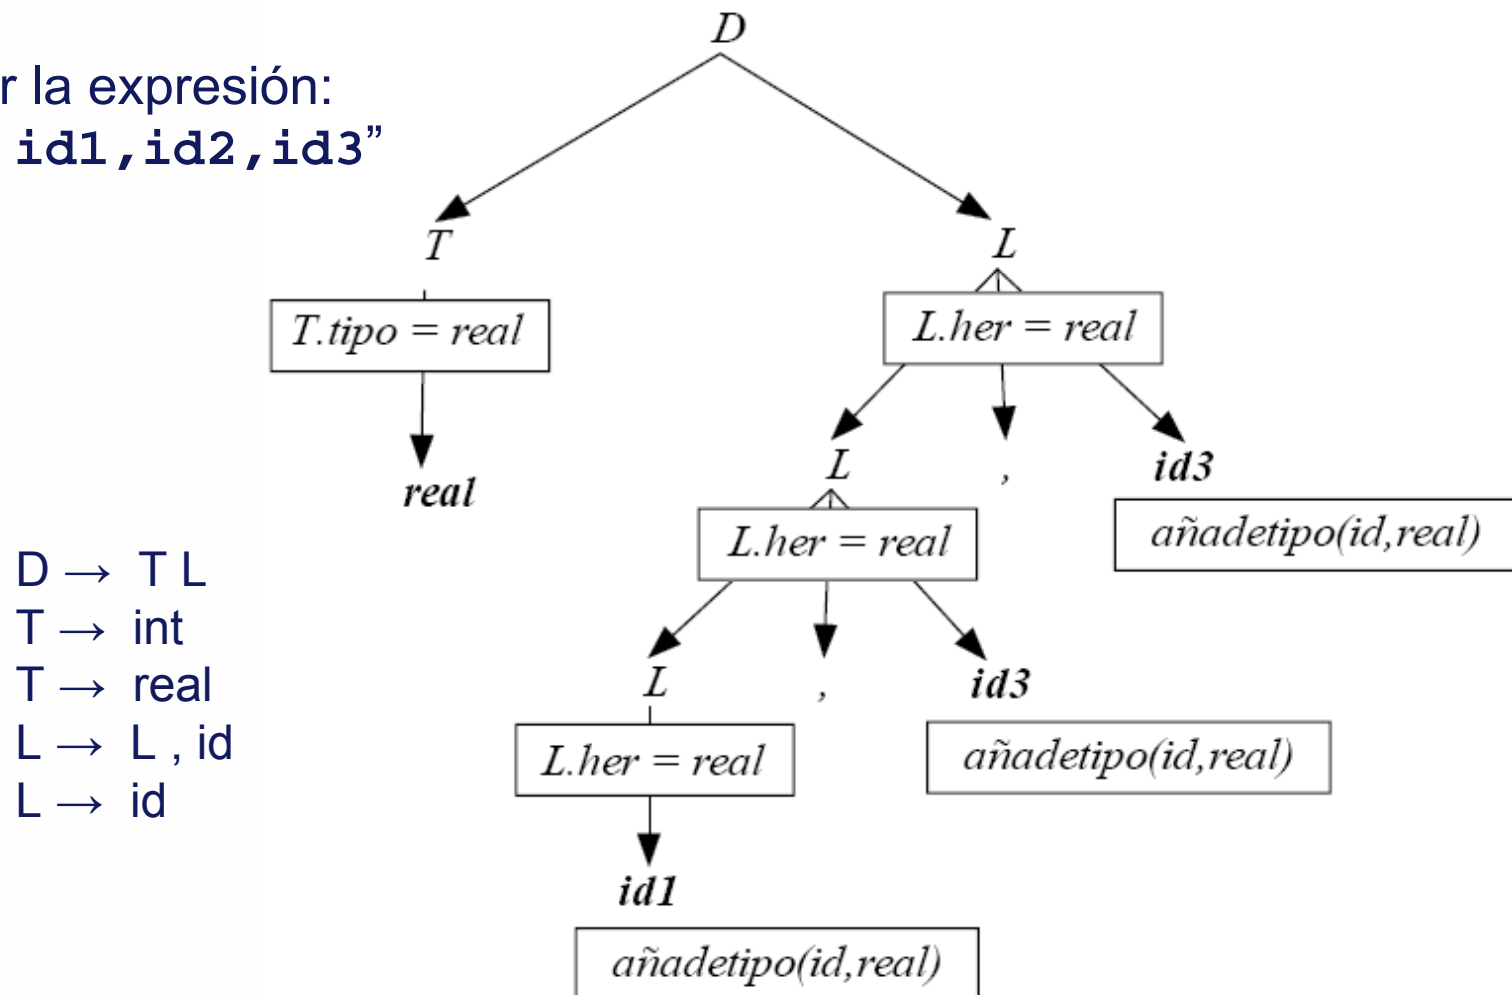 D
r la expresión:
id1,id2,id3”
T
L
T.tipo = real
L.her = real
real
L
,
id3
L.her = real
añadetipo(id,real)
D → T L
T → int
T → real
L → L , id
L → id
L
,
id3
L.her = real
añadetipo(id,real)
id1
añadetipo(id,real)